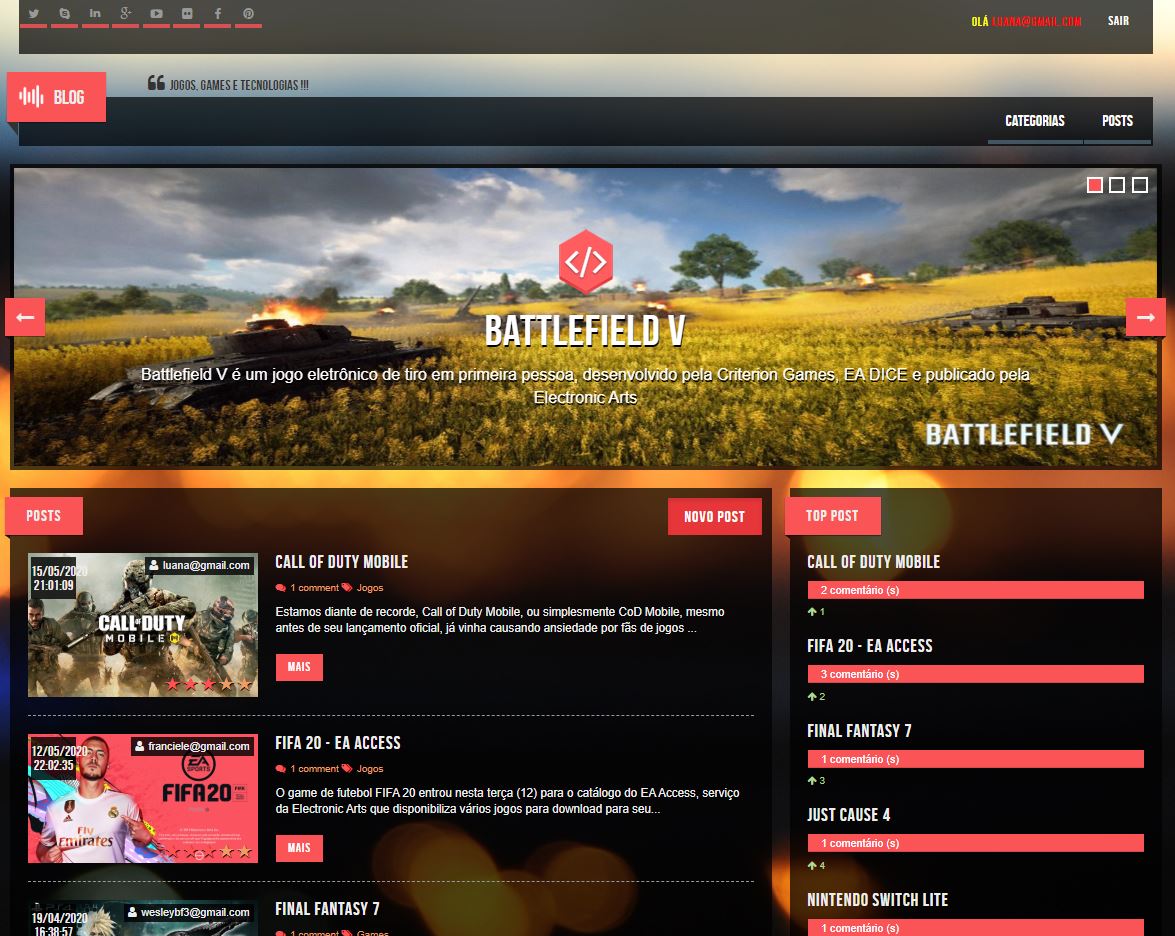 OLÁ LUANA@GMAIL.COM SAIR
BLOG
JOGOS, GAMES E TECNOLOGIAS !!!
CATEGORIAS POSTS
BATTLEFIELD V
Battlefield V é um jogo eletrônico de tiro em primeira pessoa, desenvolvido pela Criterion Games, EA DICE e publicado pela
Electronic Arts
BATTLEFIELD V
POSTS
NOVO POST
15/05/2020
21:01:09
luana@gmail.com
CALL OF DUTY
MOBILE
CALL OF DUTY MOBILE
1 comment Jogos
Estamos diante de recorde, Call of Duty Mobile, ou simplesmente CoD Mobile, mesmo
antes de seu lançamento oficial, já vinha causando ansiedade por fãs de jogos ...
MAIS
12/05/2020
22:02:35
franciele@gmail.com
EA
SPORTS
FIFA20
Fly
Emirates
FIFA 20 - EA ACCESS
1 comment Jogos
O game de futebol FIFA 20 entrou nesta terça (12) para o catálogo do EA Access, serviço
da Electronic Arts que disponibiliza vários jogos para download para seu...
MAIS
19/04/2020
16:38:57
wesleybf3@gmail.com
FINAL FANTASY 7
1 comment Games
TOP POST
CALL OF DUTY MOBILE
2 comentário (s)
1
FIFA 20 - EA ACCESS
3 comentário (s)
2
FINAL FANTASY 7
1 comentário (s)
3
JUST CAUSE 4
1 comentário (s)
4
NINTENDO SWITCH LITE
1 comentário (s)